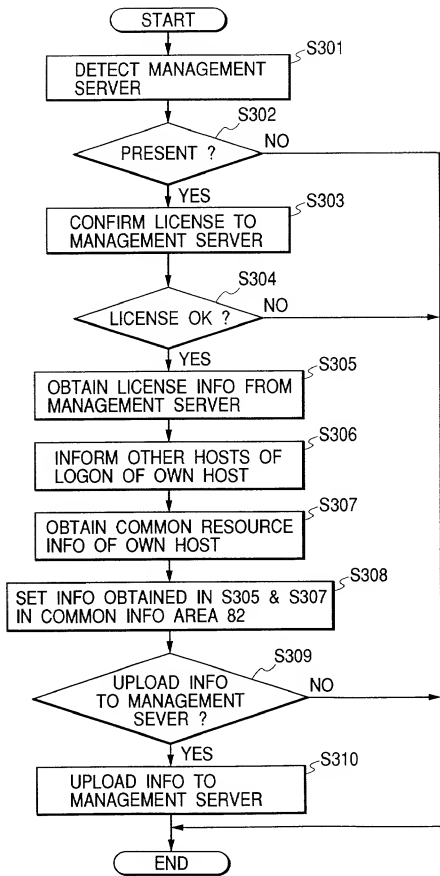 START
S301
DETECT MANAGEMENT
SERVER
S302
PRESENT ?
NO
YES
S303
CONFIRM LICENSE TO
MANAGEMENT SERVER
S304
LICENSE OK ?
NO
YES
S305
OBTAIN LICENSE INFO FROM
MANAGEMENT SERVER
S306
INFORM OTHER HOSTS OF
LOGON OF OWN HOST
S307
OBTAIN COMMON RESOURCE
INFO OF OWN HOST
S308
SET INFO OBTAINED IN S305 & S307
IN COMMON INFO AREA 82
S309
UPLOAD INFO
TO MANAGEMENT
SEVER ?
NO
YES
S310
UPLOAD INFO TO
MANAGEMENT SERVER
END